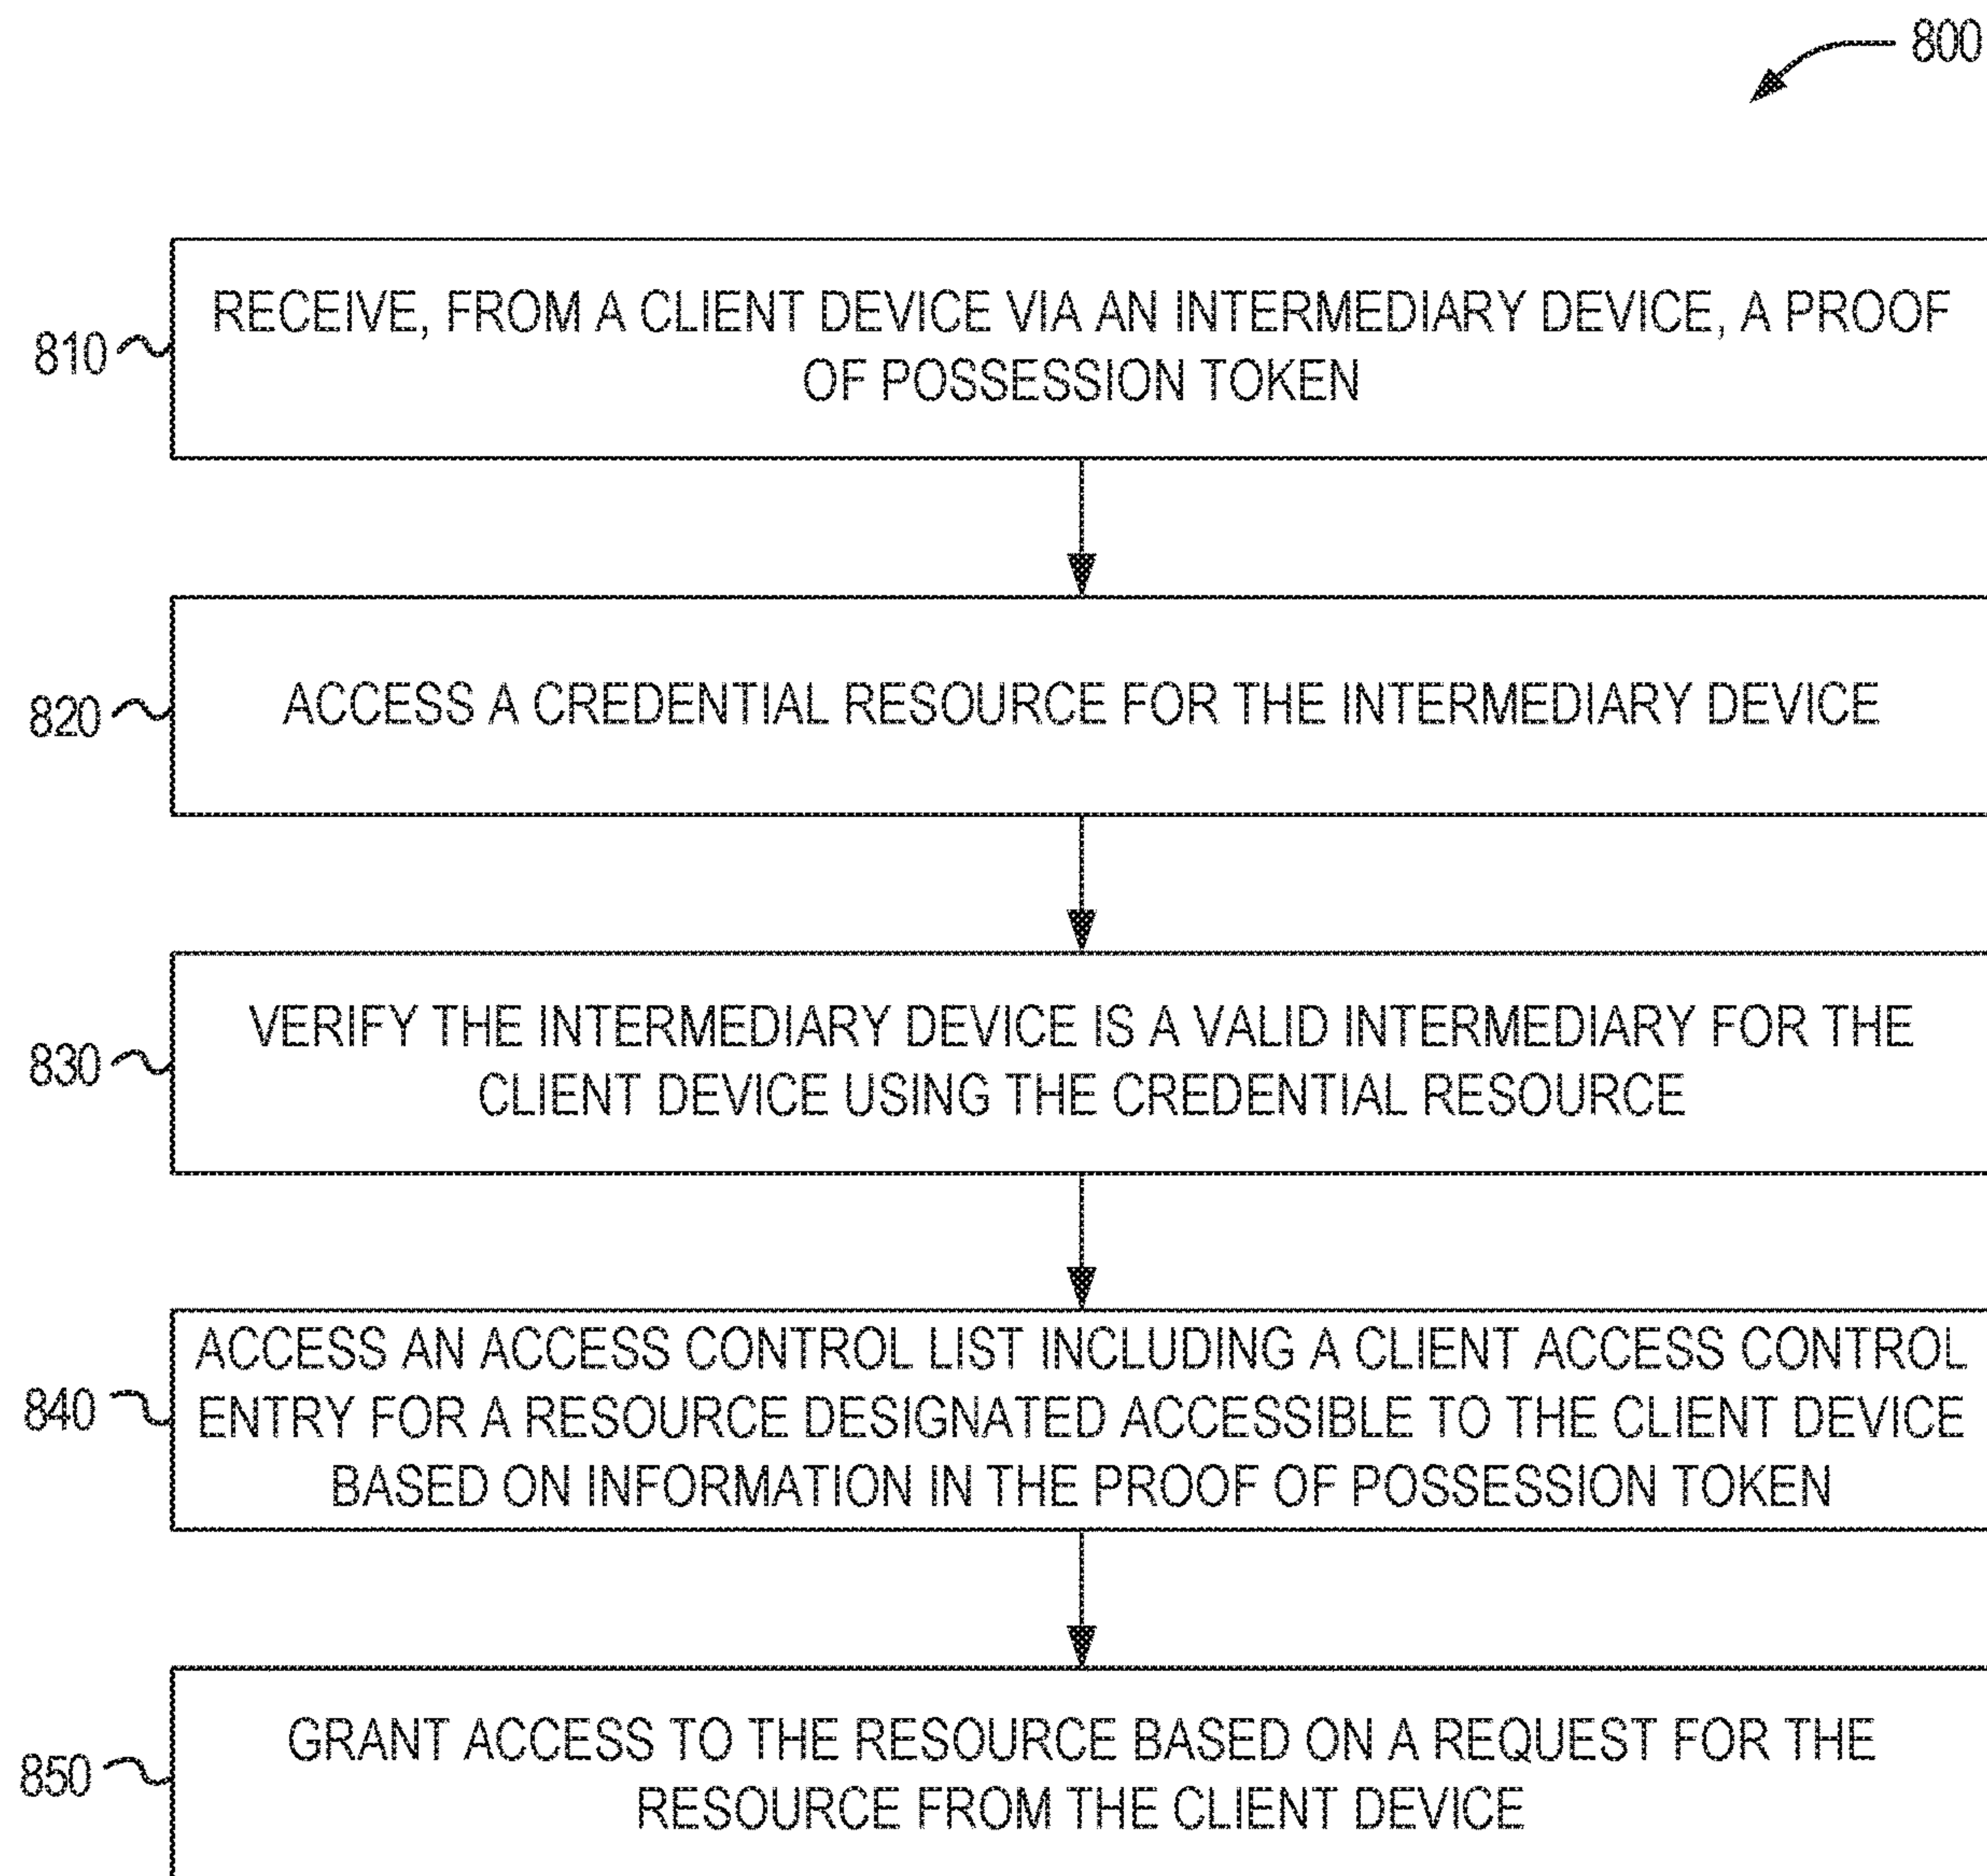 800
810
RECEIVE, FROM A CLIENT DEVICE VIA AN INTERMEDIARY DEVICE, A PROOF
OF POSSESSION TOKEN
820
ACCESS A CREDENTIAL RESOURCE FOR THE INTERMEDIARY DEVICE
830
VERIFY THE INTERMEDIARY DEVICE IS A VALID INTERMEDIARY FOR THE
CLIENT DEVICE USING THE CREDENTIAL RESOURCE
840
ACCESS AN ACCESS CONTROL LIST INCLUDING A CLIENT ACCESS CONTROL
ENTRY FOR A RESOURCE DESIGNATED ACCESSIBLE TO THE CLIENT DEVICE
BASED ON INFORMATION IN THE PROOF OF POSSESSION TOKEN
850
GRANT ACCESS TO THE RESOURCE BASED ON A REQUEST FOR THE
RESOURCE FROM THE CLIENT DEVICE